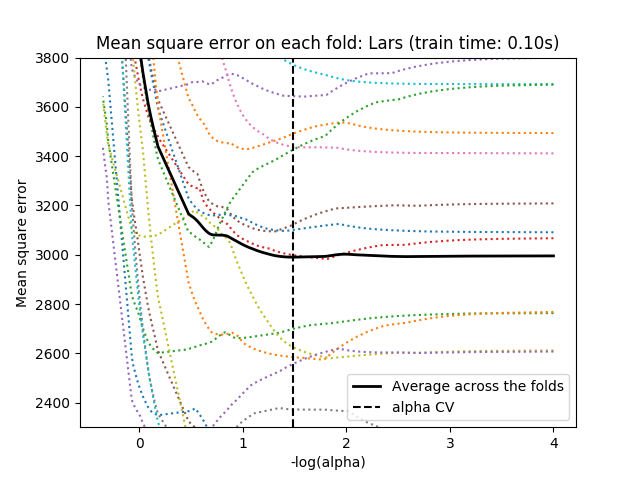 Mean square error on each fold: Lars (train time: 0.10s)
3800
3600
3400
3200
3000
2800
2600
2400
Mean square error
0 1 2 3 4
-log(alpha)
Average across the folds
alpha CV